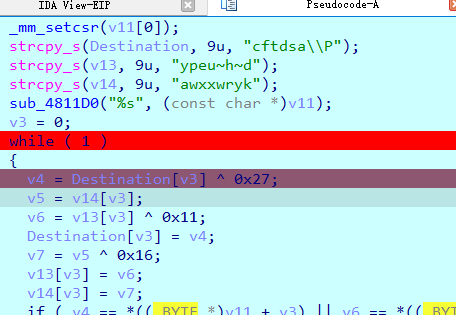 IDA View-EIP
Pseudocode-A
_mm_setcsr(v11[0]);
strcpy_s(Destination, 9u, "cftdsa\\P");
strcpy_s(v13, 9u, "ypeu~h~d");
strcpy_s(v14, 9u, "awxxwryk");
sub_4811D0("%s", (const char *)v11);
v3 = 0;
while ( 1 )
{
v4 = Destination[v3] ^ 0x27;
v5 = v14[v3];
v6 = v13[v3] ^ 0x11;
Destination[v3] = v4;
v7 = v5 ^ 0x16;
v13[v3] = v6;
v14[v3] = v7;
if ( v4 == *((_BYTE *)v11 + v3) || v6 == *((_BYTE